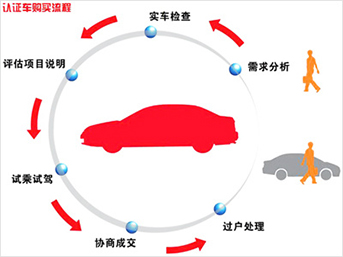 认证车购买流程
实车检查
评估项目说明
需求分析
试乘试驾
过户处理
协商成交